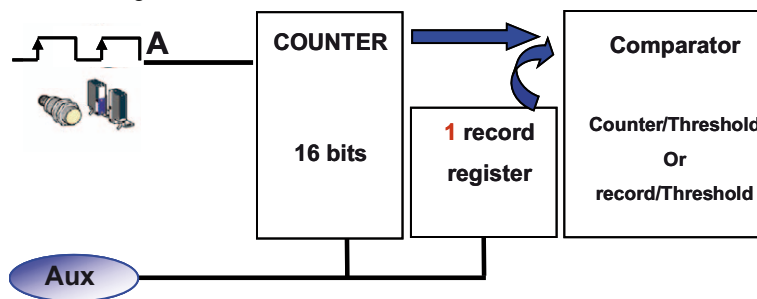 A
COUNTER
16 bits
1 record
register
Comparator
Counter/Threshold
Or
record/Threshold
Aux